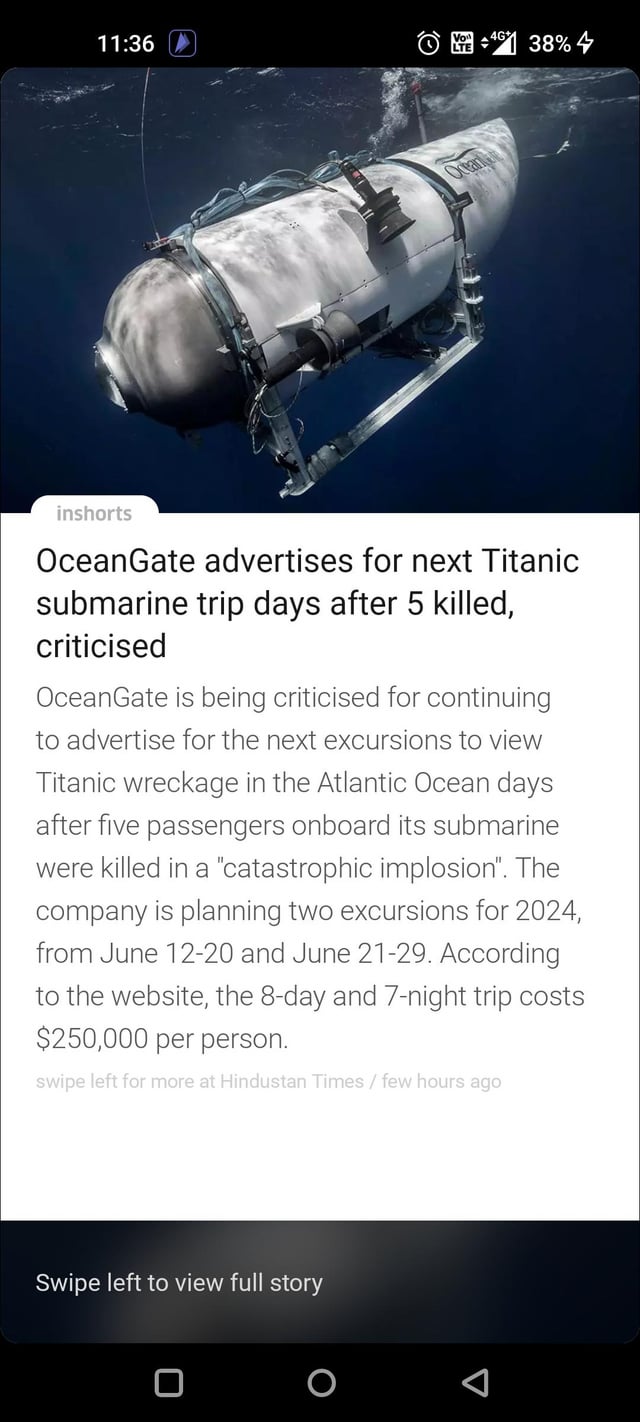 11:36 Vo)) LTE 4G+ 38%
OceanGate
inshorts
OceanGate advertises for next Titanic
submarine trip days after 5 killed,
criticised
OceanGate is being criticised for continuing
to advertise for the next excursions to view
Titanic wreckage in the Atlantic Ocean days
after five passengers onboard its submarine
were killed in a "catastrophic implosion". The
company is planning two excursions for 2024,
from June 12-20 and June 21-29. According
to the website, the 8-day and 7-night trip costs
$250,000 per person.
swipe left for more at Hindustan Times / few hours ago
Swipe left to view full story